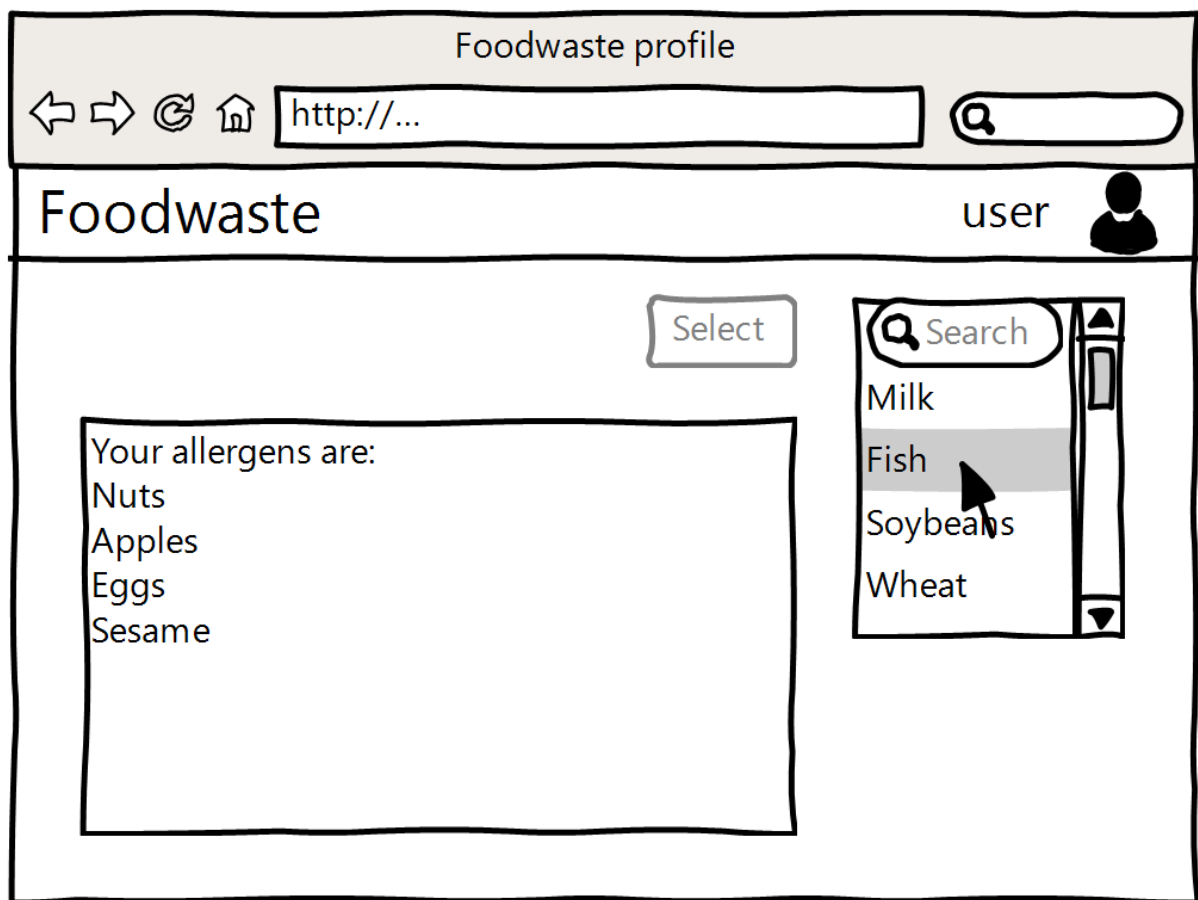 Foodwaste profile
http://...
Foodwaste
user
Select
Search
Milk
Fish
Soybeans
Wheat
Your allergens are:
Nuts
Apples
Eggs
Sesame